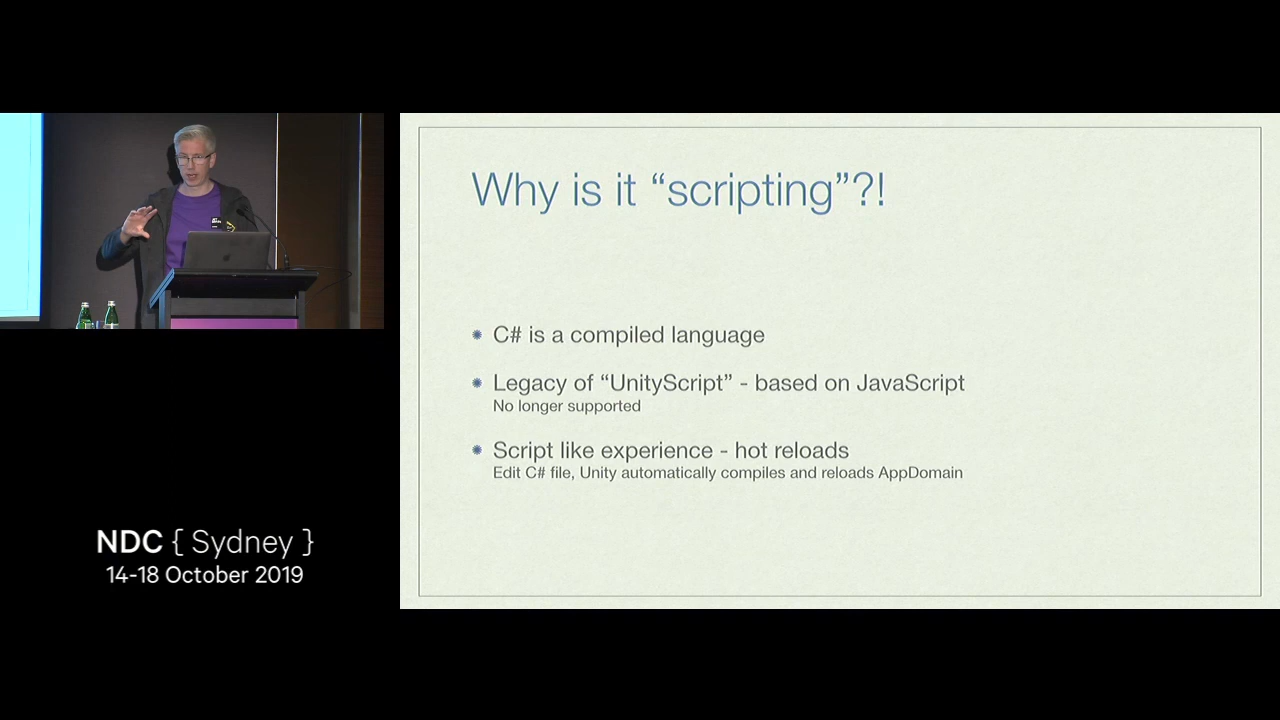 Why is it “scripting”?!
C# is a compiled language
Legacy of “UnityScript” - based on JavaScript
No longer supported
Script like experience - hot reloads
Edit C# file, Unity automatically compiles and reloads AppDomain
NDC { Sydney }
14-18 October 2019